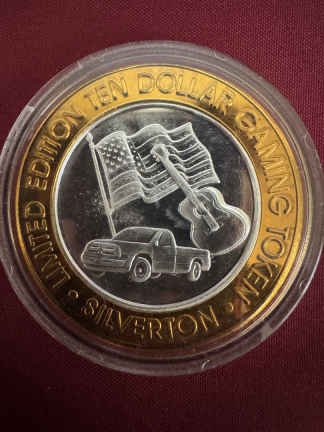 LIMITED EDITION TEN DOLLAR GAMING TOKEN
• SILVERTON •